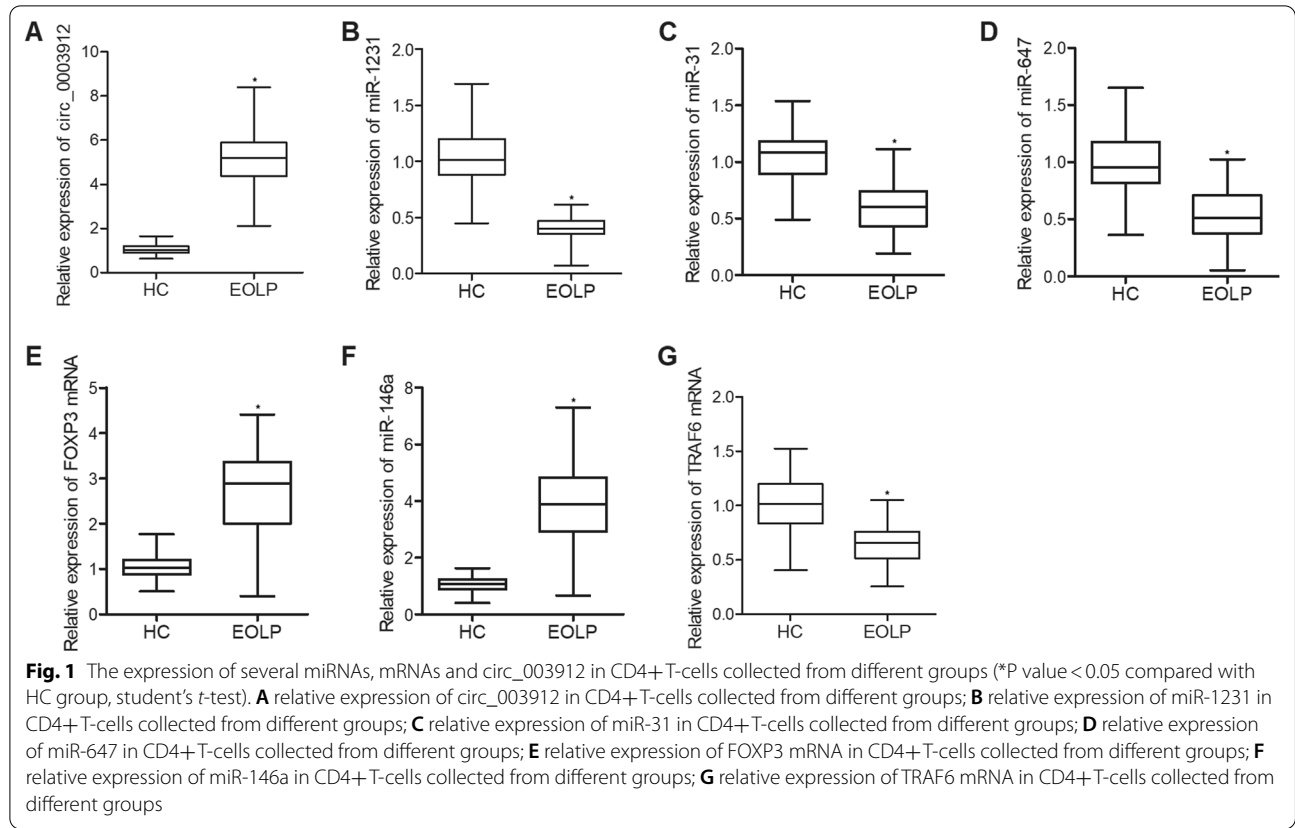 A
Relative expression of circ_0003912
10
8
6
4
2
0
*
HC
EOLP
B
Relative expression of miR-1231
2.0
1.5
1.0
0.5
0.0
*
HC
EOLP
C
Relative expression of miR-31
2.0
1.5
1.0
0.5
0.0
*
HC
EOLP
D
Relative expression of miR-647
2.0
1.5
1.0
0.5
0.0
*
HC
EOLP
E
Relative expression of FOXP3 mRNA
5
4
3
2
1
0
*
HC
EOLP
F
Relative expression of miR-146a
8
6
4
2
0
*
HC
EOLP
G
Relative expression of TRAF6 mRNA
2.0
1.5
1.0
0.5
0.0
*
HC
EOLP
Fig. 1 The expression of several miRNAs, mRNAs and circ_003912 in CD4+ T-cells collected from different groups (*P value < 0.05 compared with
HC group, student's t-test). A relative expression of circ_003912 in CD4+ T-cells collected from different groups; B relative expression of miR-1231 in
CD4+ T-cells collected from different groups; C relative expression of miR-31 in CD4+ T-cells collected from different groups; D relative expression
of miR-647 in CD4+ T-cells collected from different groups; E relative expression of FOXP3 mRNA in CD4+ T-cells collected from different groups; F
relative expression of miR-146a in CD4+ T-cells collected from different groups; G relative expression of TRAF6 mRNA in CD4+ T-cells collected from
different groups